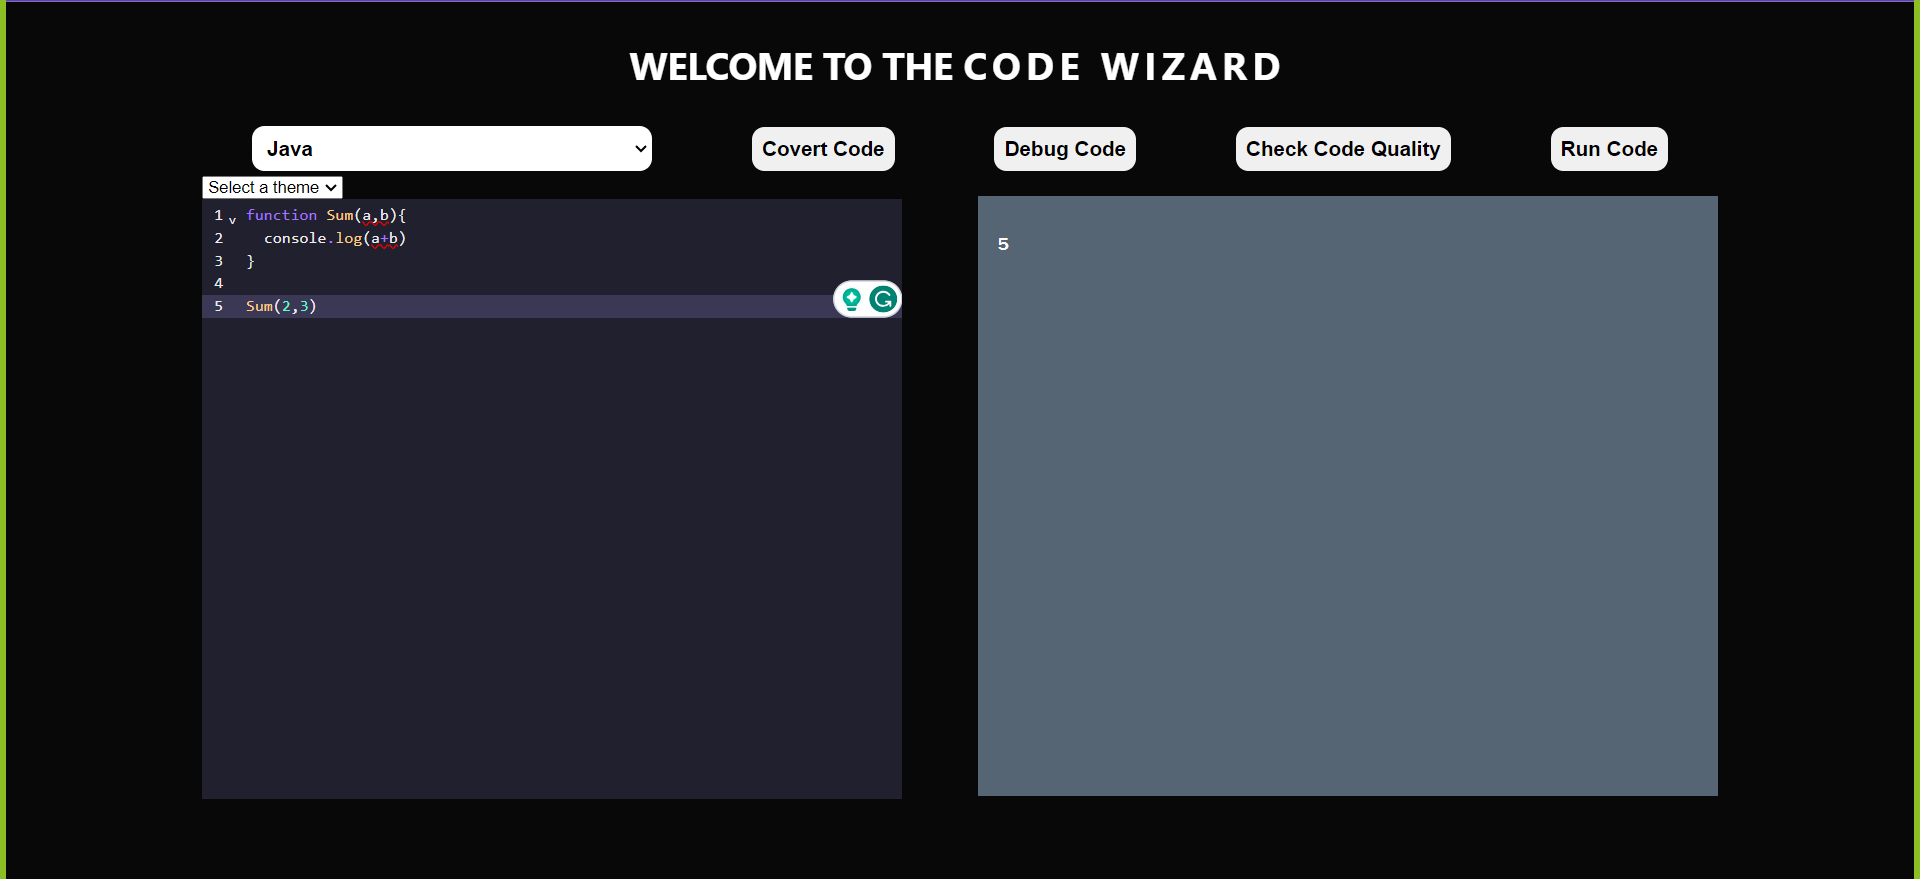 WELCOME TO THE CODE WIZARD
Java
Covert Code
Debug Code
Check Code Quality
Run Code
Select a theme
1 function Sum(a,b){
2 console.log(a+b)
3 }
4
5 Sum(2,3)
5